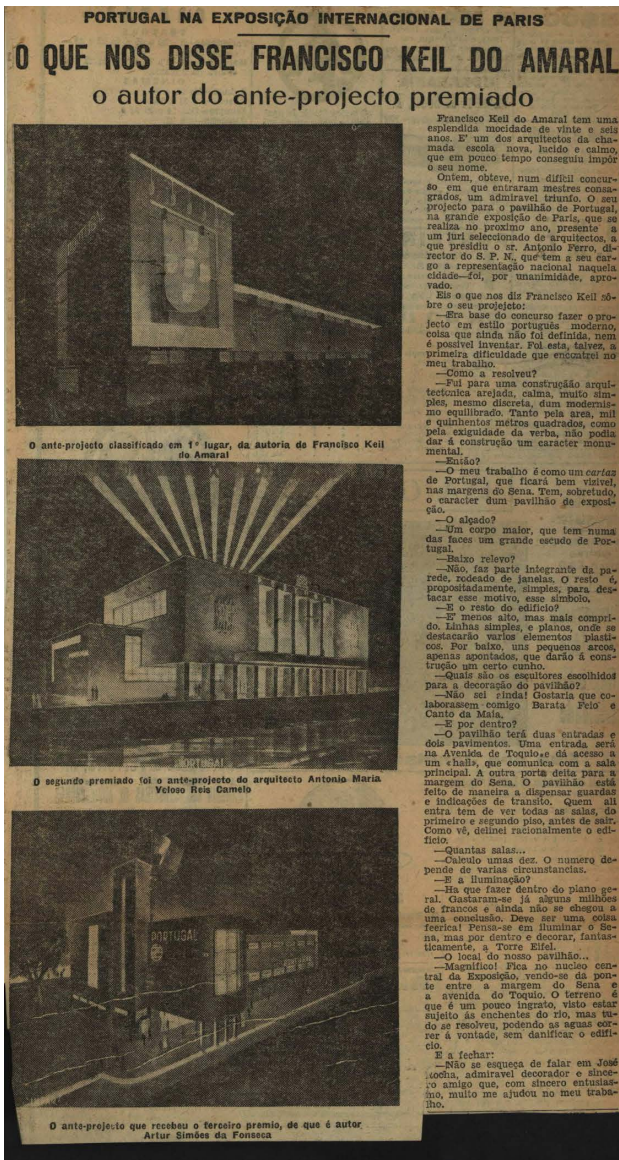 PORTUGAL NA EXPOSIÇÃO INTERNACIONAL DE PARIS
O QUE NOS DISSE FRANCISCO KEIL DO AMARAL
o autor do ante-projecto premiado
O ante-projecto classificado em 1º lugar, da autoria de Francisco Keil
do Amaral
PORTUGAL
O segundo premiado foi o ante-projecto do arquitecto Antonio Maria
Veloso Reis Camelo
PORTUGAL
O ante-projecto que recebeu o terceiro premio, de que é autor
Artur Simões da Fonseca
Francisco Keil do Amaral tem uma
esplendida mocidade de vinte e seis
anos. E' um dos arquitectos da cha-
mada escola nova, lucido e calmo,
que em pouco tempo conseguiu impôr
o seu nome.
Ontem, obteve, num dificil concur-
so em que entraram mestres consa-
grados, um admiravel triunfo. O seu
projecto para o pavilhão de Portugal,
na grande exposição de Paris, que se
realiza no proximo ano, presente a
um júri seleccionado de arquitectos, a
que presidiu o sr. Antonio Ferro, di-
rector do S. P. N., que tem a seu car-
go a representação nacional naquela
cidade—foi, por unanimidade, apro-
vado.
Eis o que nos diz Francisco Keil sô-
bre o seu projejeto:
—Era base do concurso fazer o pro-
jecto em estilo português moderno,
coisa que ainda não foi definida, nem
é possivel inventar. Foi esta, talvez, a
primeira dificuldade que encontrei no
meu trabalho.
—Como a resolveu?
—Fui para uma construçãão arqui-
tectonica arejada, calma, muito sim-
ples, mesmo discreta, dum modernis-
mo equilibrado. Tanto pela area, mil
e quinhentos métros quadrados, como
pela exiguidade da verba, não podia
dar á construção um caracter monu-
mental.
—Então?
—O meu trabalho é como um cartaz
de Portugal, que ficará bem vizivel,
nas margens do Sena. Tem, sobretudo,
o caracter dum pavilhão de exposi-
ção.
—O alçado?
—Um corpo maior, que tem numa
das faces um grande escudo de Por-
tugal.
—Baixo relevo?
—Não, faz parte integrante da pa-
rede, rodeado de janelas. O resto é,
propositadamente, simples, para des-
tacar esse motivo, esse simbolo.
—E o resto do edificio?
—E' menos alto, mas mais compri-
do. Linhas simples, e planos, onde se
destacarão varios elementos plasti-
cos. Por baixo, uns pequenos arcos,
apenas apontados, que darão á cons-
trução um certo cunho.
—Quais são os escultores escolhidos
para a decoração do pavilhão?
—Não sei ainda! Gostaria que co-
laborassem comigo Barata Feio e
Canto da Maia.
—E por dentro?
—O pavilhão terá duas entradas e
dois pavimentos. Uma entrada será
na Avenida de Toquio e dá acesso a
um «hall», que comunica com a sala
principal. A outra porta deita para a
margem do Sena. O pavilhão está
feito de maneira a dispensar guardas
e indicações de transito. Quem ali
entra tem de ver todas as salas, do
primeiro e segundo piso, antes de sair.
Como vê, delinei racionalmente o edi-
ficio.
—Quantas salas...
—Calculo umas dez. O numero de-
pende de varias circunstancias.
—E a iluminação?
—Ha que fazer dentro do plano ge-
ral. Gastaram-se já alguns milhões
de francos e ainda não se chegou a
uma conclusão. Deve ser uma coisa
feerica! Pensa-se em iluminar o Se-
na, mas por dentro e decorar, fantas-
ticamente, a Torre Eifel.
—O local do nosso pavilhão...
—Magnifico! Fica no nucleo cen-
tral da Exposição, vendo-se da pon-
te entre a margem do Sena e
a avenida do Toquio. O terreno é
que é um pouco ingrato, visto estar
sujeito ás enchentes do rio, mas tu-
do se resolveu, podendo as aguas cor-
rer á vontade, sem danificar o edifi-
cio.
E a fechar:
—Não se esqueça de falar em José
Rocha, admiravel decorador e since-
ro amigo que, com sincero entusias-
mo, muito me ajudou no meu traba-
lho.